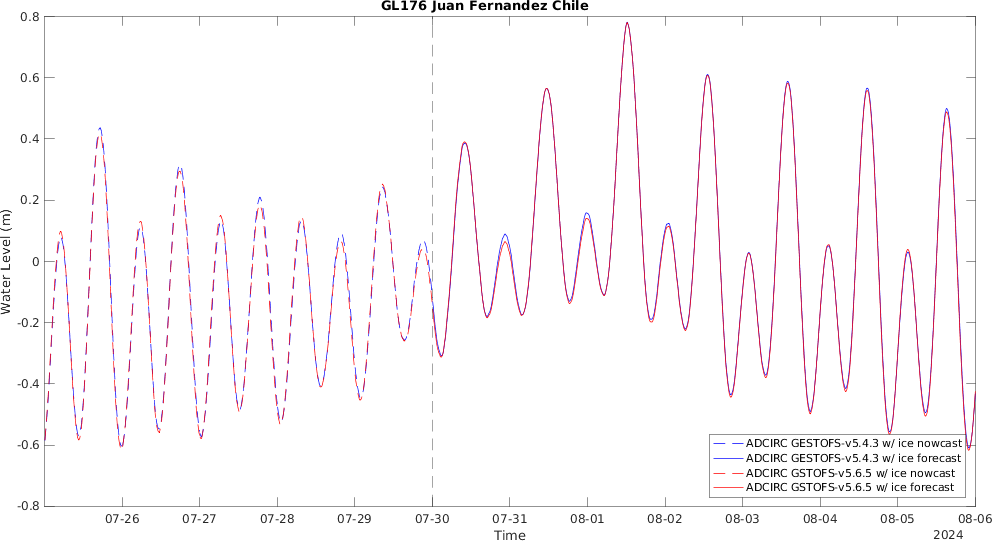 GL176 Juan Fernandez Chile
0.8
0.6
0.4
0.2
0
-0.2
-0.4
-0.6
-0.8
Water Level (m)
07-26 07-27 07-28 07-29 07-30 07-31 08-01 08-02 08-03 08-04 08-05 08-06
Time
2024
ADCIRC GESTOFS-v5.4.3 w/ ice nowcast
ADCIRC GESTOFS-v5.4.3 w/ ice forecast
ADCIRC GSTOFS-v5.6.5 w/ ice nowcast
ADCIRC GSTOFS-v5.6.5 w/ ice forecast